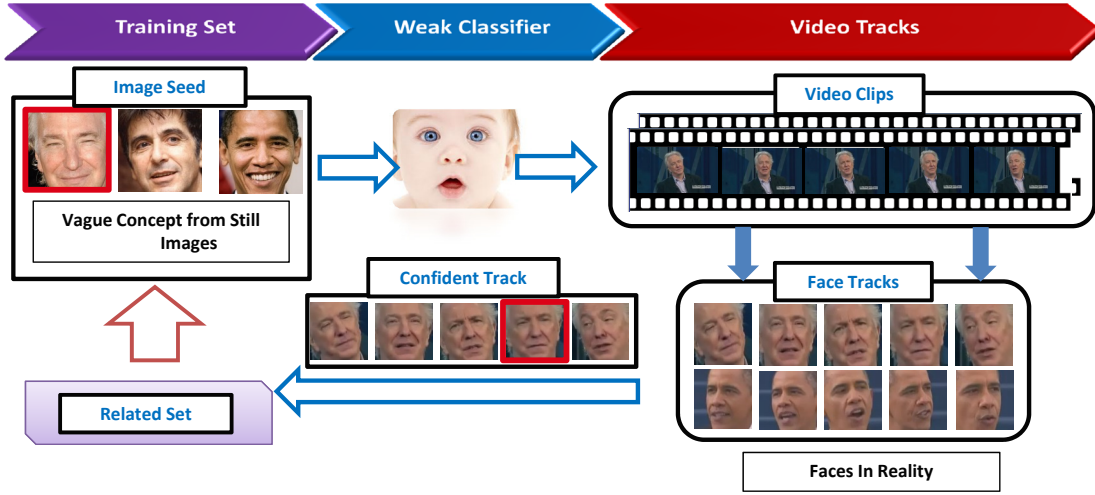 Training Set
Weak Classifier
Video Tracks
Image Seed
Video Clips
Vague Concept from Still
Images
Confident Track
Face Tracks
Related Set
Faces In Reality